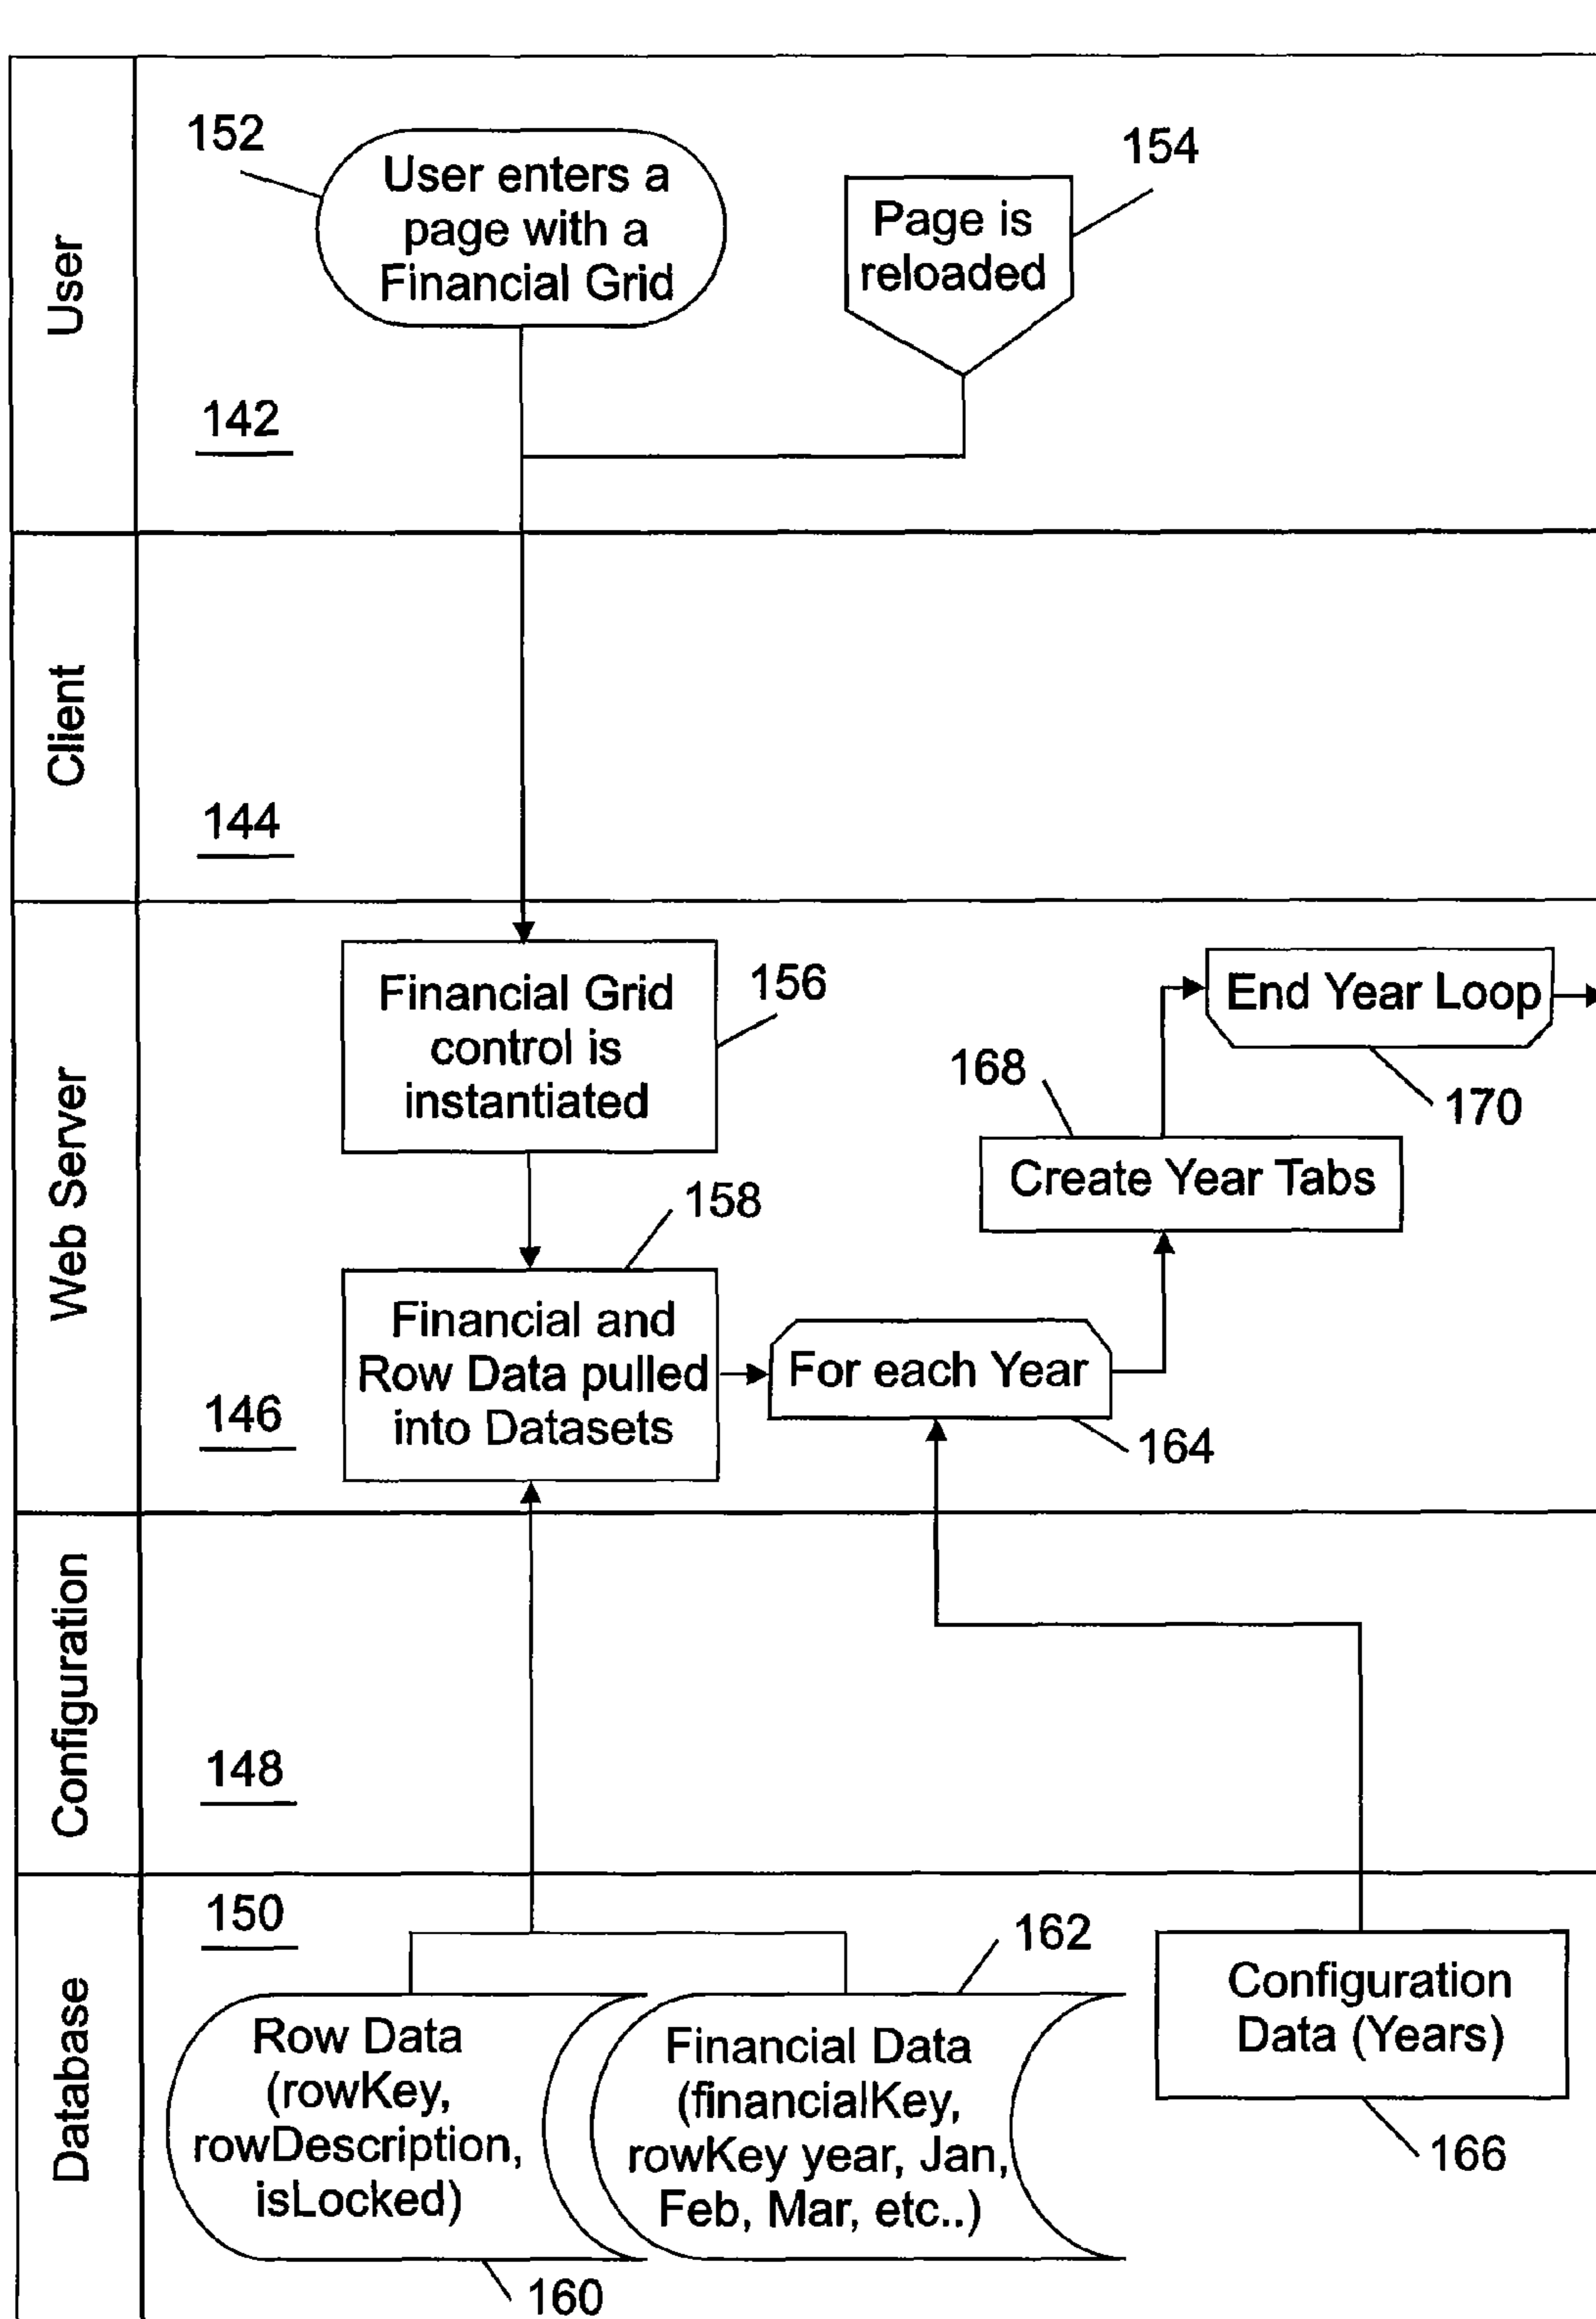 User
152
User enters a
page with a
Financial Grid
154
Page is
reloaded
142
Client
144
Web Server
Financial Grid
control is
instantiated
156
End Year Loop
170
168
Create Year Tabs
158
Financial and
Row Data pulled
into Datasets
For each Year
164
146
Configuration
148
Database
150
162
Row Data
(rowKey,
rowDescription,
isLocked)
160
Financial Data
(financialKey,
rowKey year, Jan,
Feb, Mar, etc..)
Configuration
Data (Years)
166